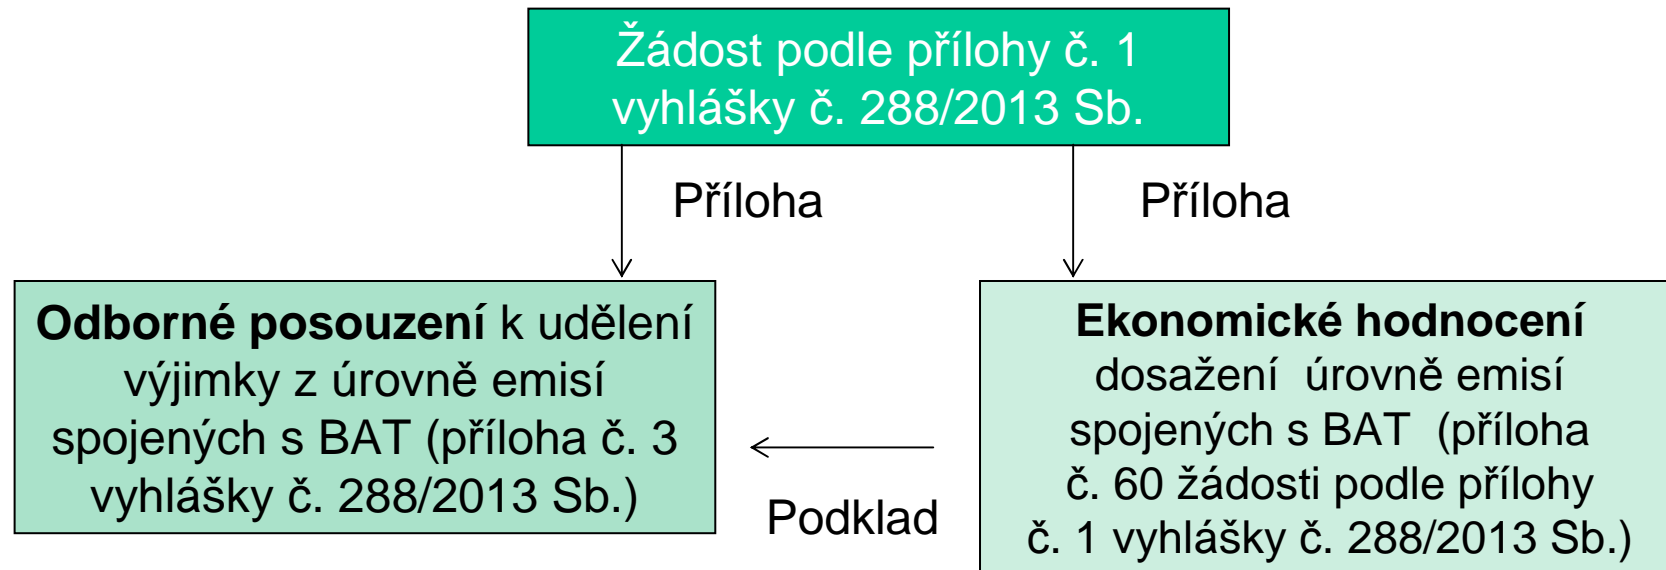 Žádost podle přílohy č. 1
vyhlášky č. 288/2013 Sb.
Příloha
Příloha
Odborné posouzení k udělení
výjimky z úrovně emisí
spojených s BAT (příloha č. 3
vyhlášky č. 288/2013 Sb.)
Podklad
Ekonomické hodnocení
dosažení úrovně emisí
spojených s BAT (příloha
č. 60 žádosti podle přílohy
č. 1 vyhlášky č. 288/2013 Sb.)